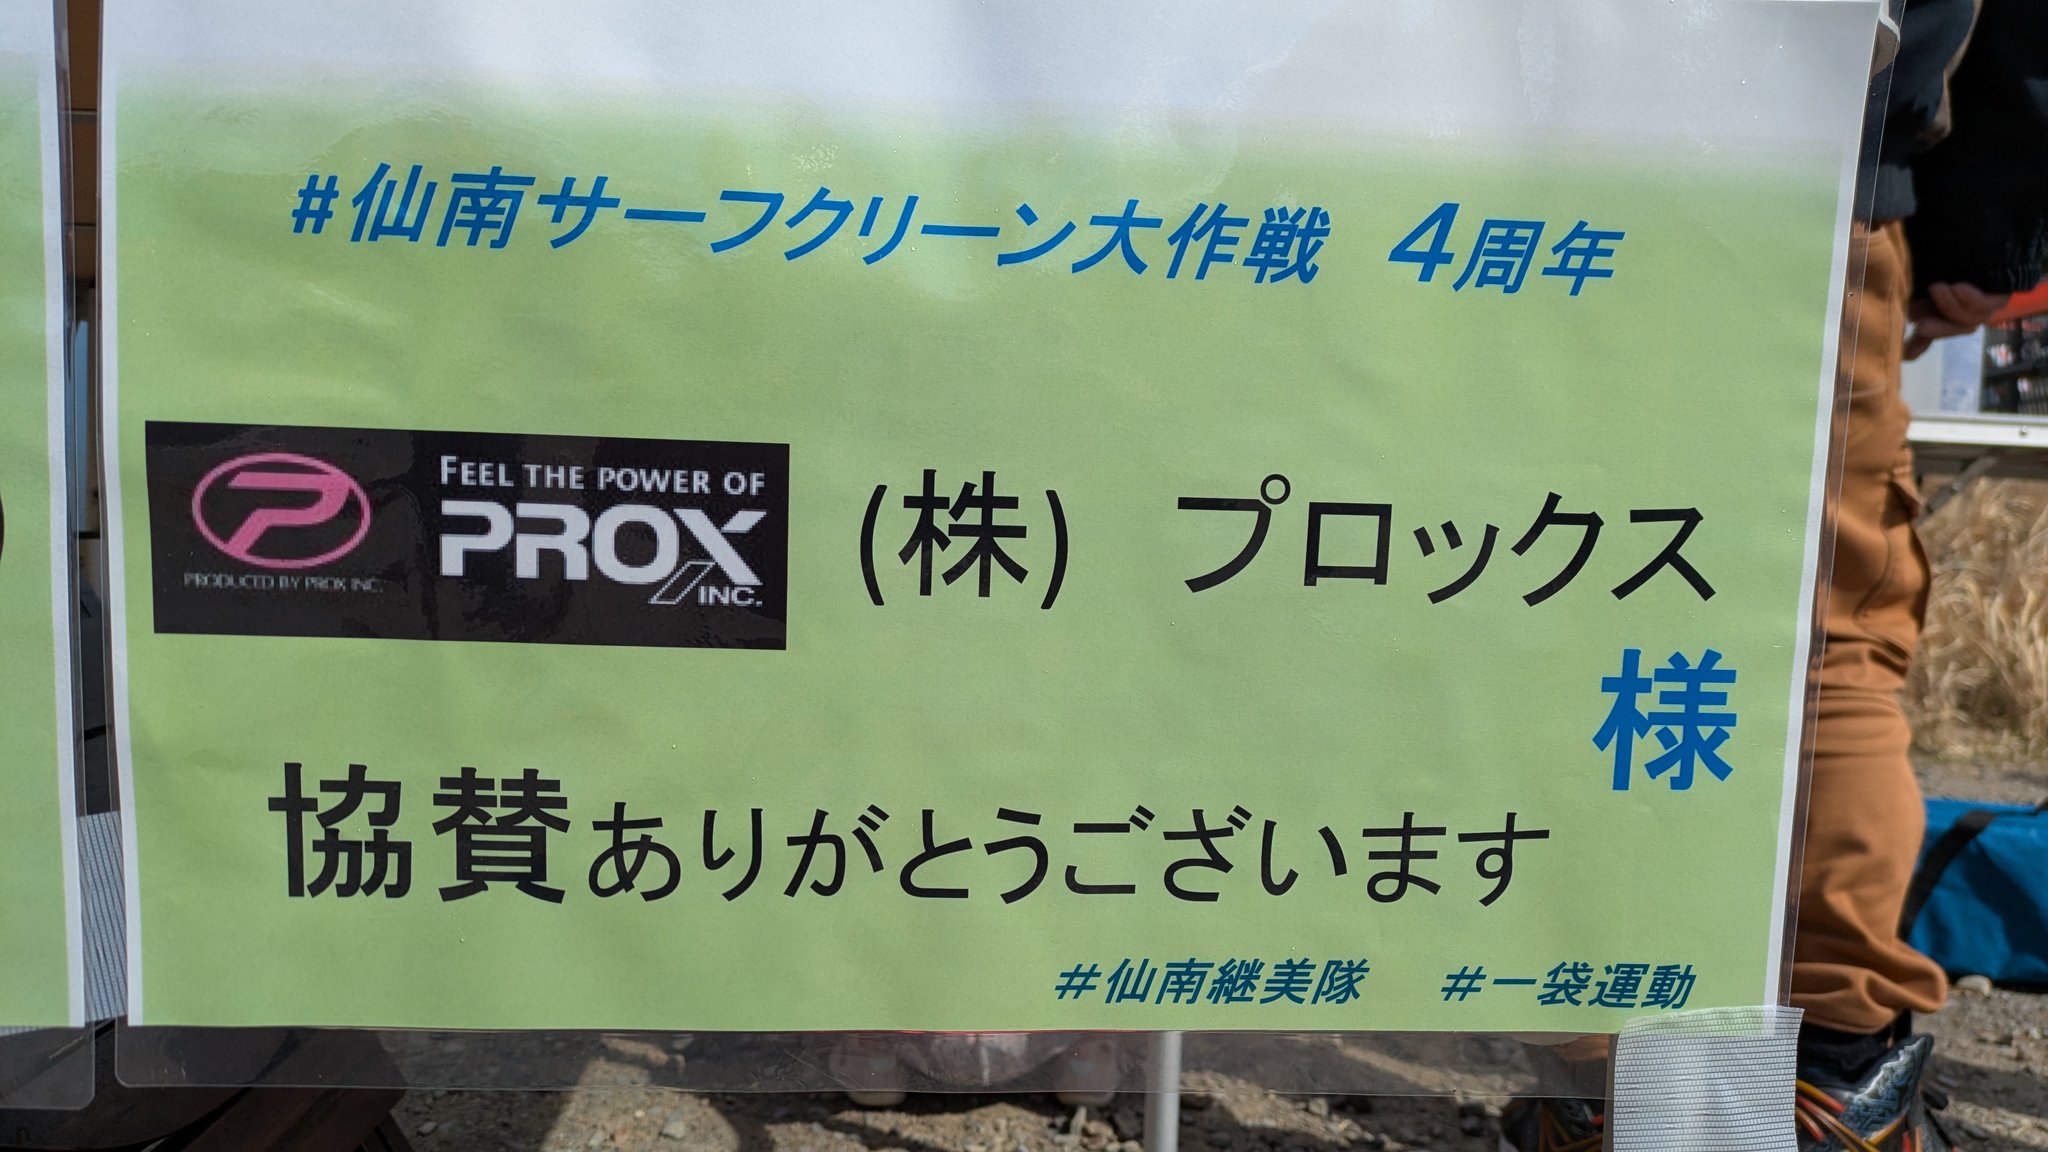 #仙南サーフクリーン大作戦 4周年
FEEL THE POWER OF
PROX
INC.
PRODUCED BY PROX INC.
(株) プロックス
様
協賛ありがとうございます
#仙南継美隊 #一袋運動